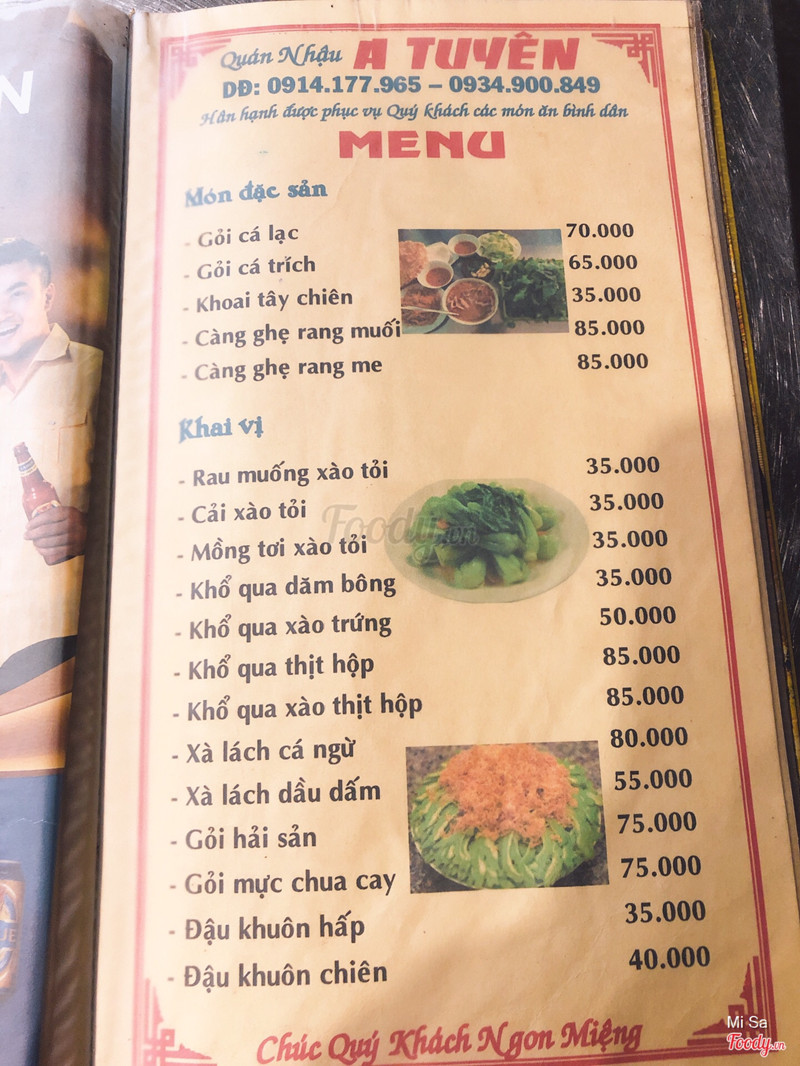 Quán Nhậu A TUYÊN
DĐ: 0914.177.965 – 0934.900.849
Hân hạnh được phục vụ Quý khách các món ăn bình dân
MENU
Món đặc sản
- Gỏi cá lạc 70.000
- Gỏi cá trích 65.000
- Khoai tây chiên 35.000
- Càng ghẹ rang muối 85.000
- Càng ghẹ rang me 85.000
Khai vị
- Rau muống xào tỏi 35.000
- Cải xào tỏi 35.000
- Mồng tơi xào tỏi 35.000
- Khổ qua dăm bông 35.000
- Khổ qua xào trứng 50.000
- Khổ qua thịt hộp 85.000
- Khổ qua xào thịt hộp 85.000
- Xà lách cá ngừ 80.000
- Xà lách dầu dấm 55.000
- Gỏi hải sản 75.000
- Gỏi mực chua cay 75.000
- Đậu khuôn hấp 35.000
- Đậu khuôn chiên 40.000
Chúc Quý Khách Ngon Miệng
Foody.vn
Mi Sa
Foody.vn
N